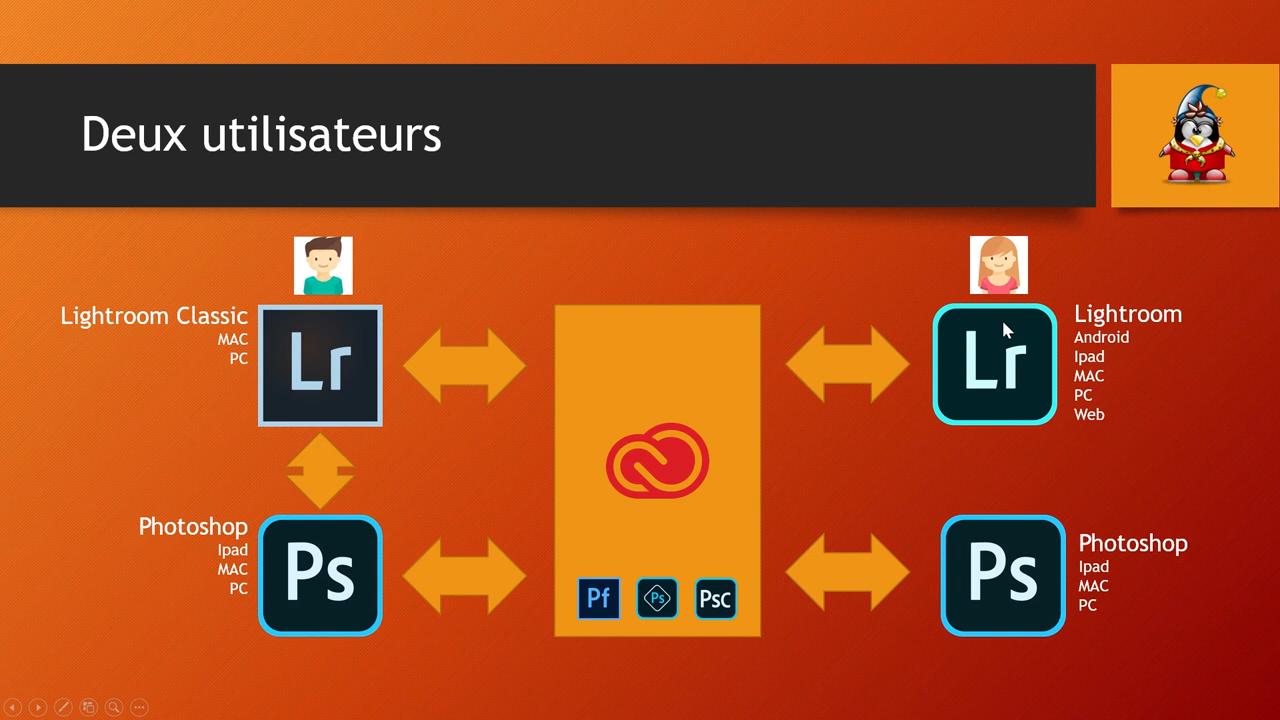 Deux utilisateurs
Lightroom Classic
MAC
PC
Lr
Lr
Lightroom
Android
Ipad
MAC
PC
Web
Photoshop
Ipad
MAC
PC
Ps
Pf
Ps
Psc
Ps
Photoshop
Ipad
MAC
PC